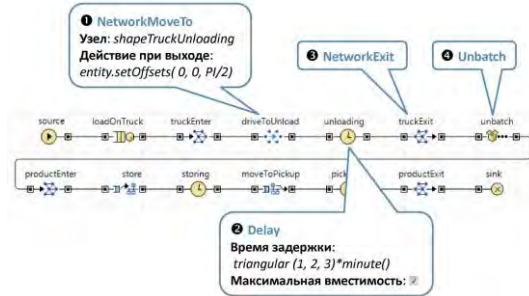 ❶ NetworkMoveTo
Узел: shapeTruckUnloading
Действие при выходе:
entity.setOffsets( 0, 0, PI/2)
❸ NetworkExit
❹ Unbatch
source
loadOnTruck
truckEnter
driveToUnload
unloading
truckExit
unbatch
productEnter
store
storing
moveToPickup
productExit
sink
❷ Delay
Время задержки:
triangular (1, 2, 3)*minute()
Максимальная вместимость: